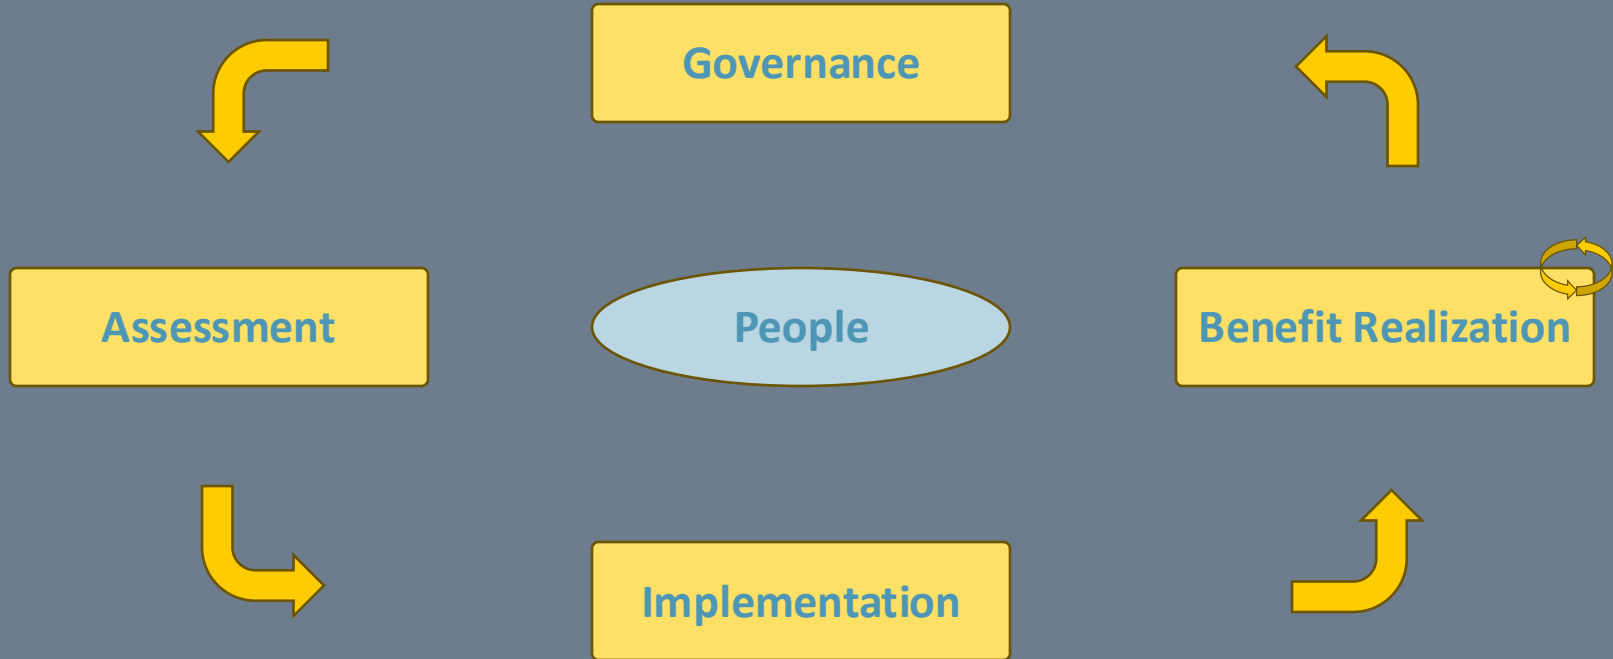 Governance
Assessment
People
Benefit Realization
Implementation